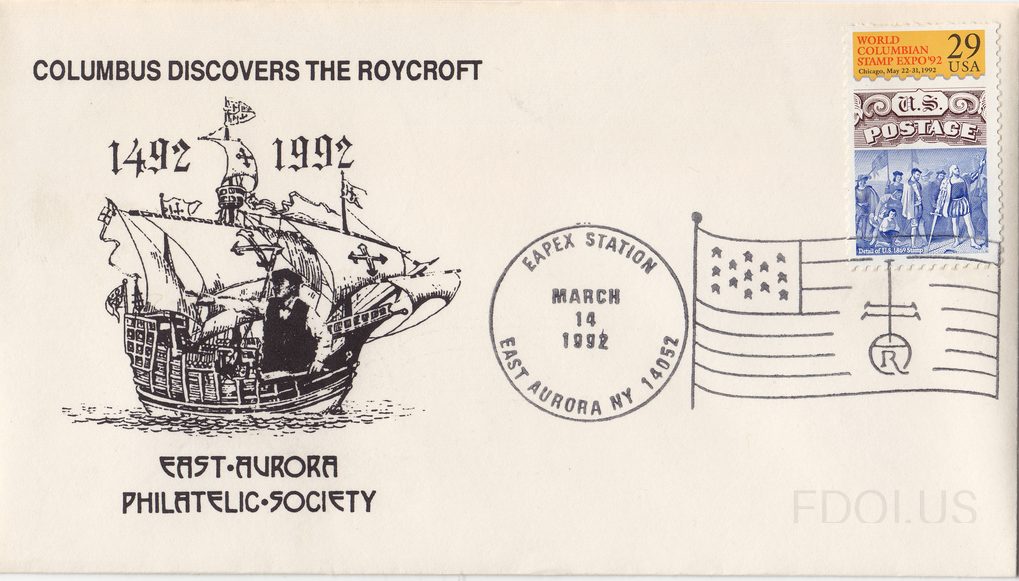 COLUMBUS DISCOVERS THE ROYCROFT
1492 1992
EAST•AURORA
PHILATELIC•SOCIETY
EAPEX STATION
MARCH
14
1992
EAST AURORA NY 14052
R
WORLD
COLUMBIAN
STAMP EXPO'92
Chicago, May 22-31, 1992
29
USA
U.S.
POSTAGE
Detail of U.S. 1869 Stamp
FDOI.US